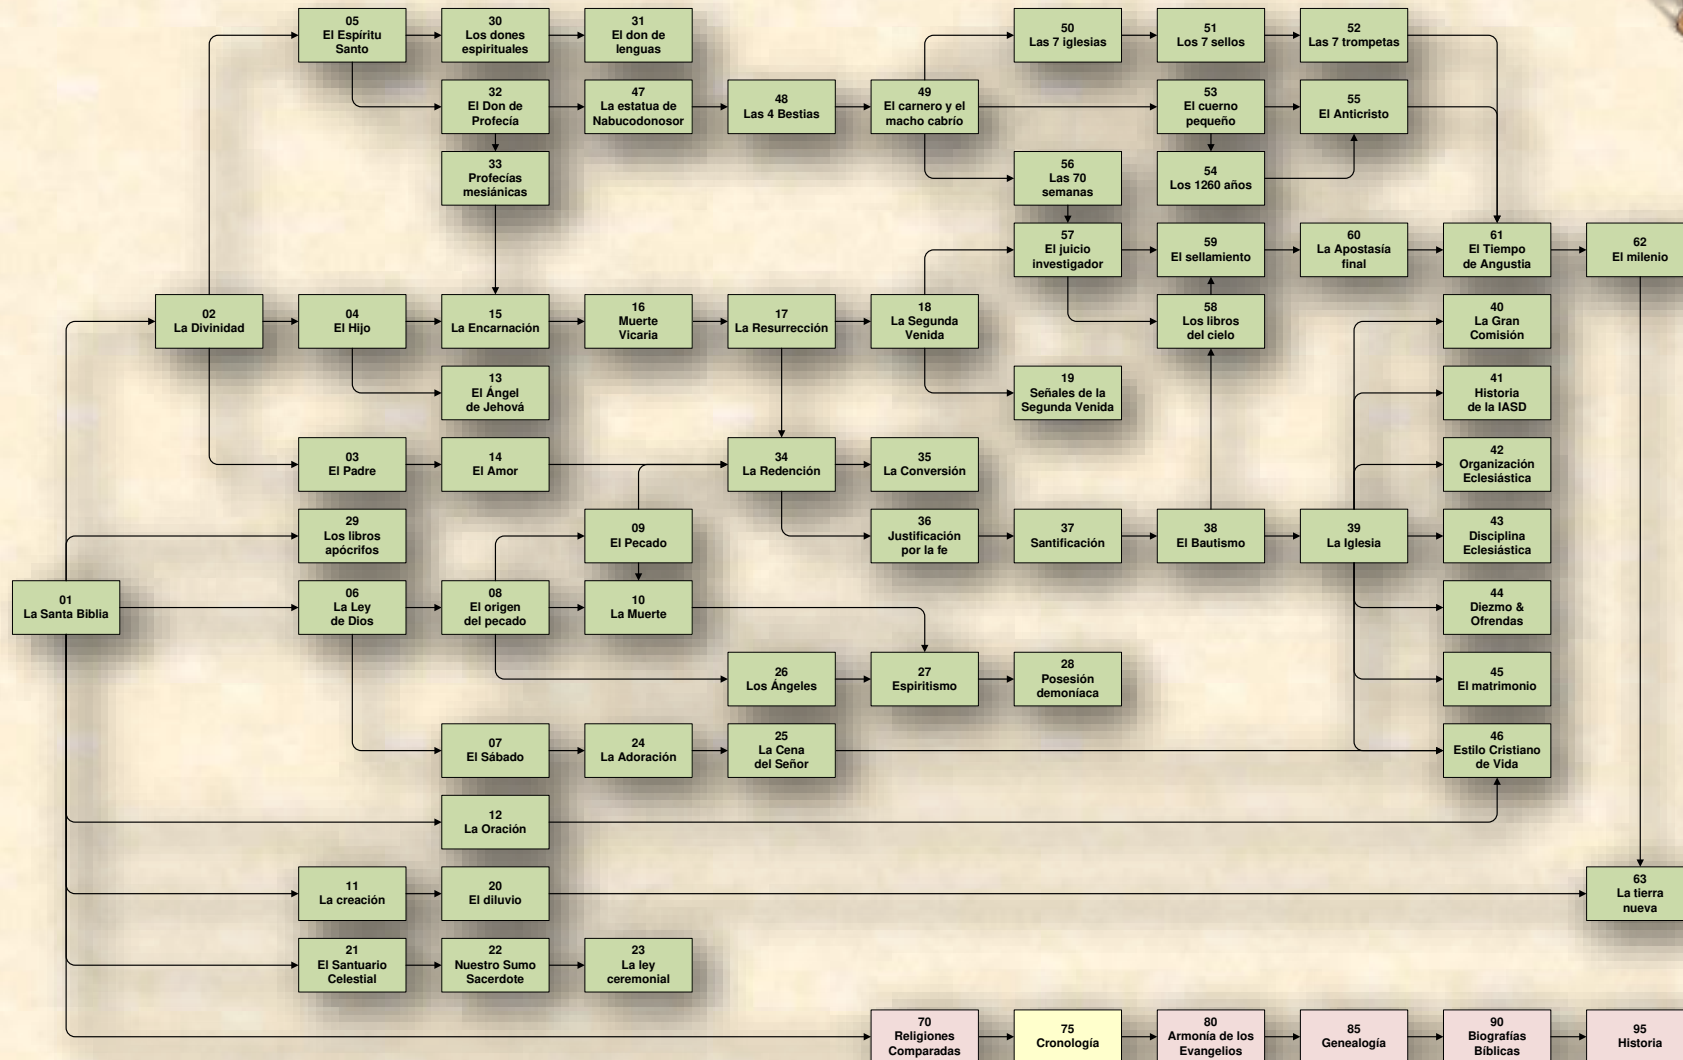 05
El Espíritu
Santo
30
Los dones
espirituales
31
El don de
lenguas
50
Las 7 iglesias
51
Los 7 sellos
52
Las 7 trompetas
32
El Don de
Profecía
47
La estatua de
Nabucodonosor
48
Las 4 Bestias
49
El carnero y el
macho cabrío
53
El cuerno
pequeño
55
El Anticristo
33
Profecías
mesiánicas
56
Las 70
semanas
54
Los 1260 años
57
El juicio
investigador
59
El sellamiento
60
La Apostasía
final
61
El Tiempo
de Angustia
62
El milenio
02
La Divinidad
04
El Hijo
15
La Encarnación
16
Muerte
Vicaria
17
La Resurrección
18
La Segunda
Venida
58
Los libros
del cielo
40
La Gran
Comisión
13
El Ángel
de Jehová
19
Señales de la
Segunda Venida
41
Historia
de la IASD
03
El Padre
14
El Amor
34
La Redención
35
La Conversión
42
Organización
Eclesiástica
29
Los libros
apócrifos
09
El Pecado
36
Justificación
por la fe
37
Santificación
38
El Bautismo
39
La Iglesia
43
Disciplina
Eclesiástica
01
La Santa Biblia
06
La Ley
de Dios
08
El origen
del pecado
10
La Muerte
44
Diezmo &
Ofrendas
26
Los Ángeles
27
Espiritismo
28
Posesión
demoníaca
45
El matrimonio
07
El Sábado
24
La Adoración
25
La Cena
del Señor
46
Estilo Cristiano
de Vida
12
La Oración
11
La creación
20
El diluvio
63
La tierra
nueva
21
El Santuario
Celestial
22
Nuestro Sumo
Sacerdote
23
La ley
ceremonial
70
Religiones
Comparadas
75
Cronología
80
Armonía de los
Evangelios
85
Genealogía
90
Biografías
Bíblicas
95
Historia